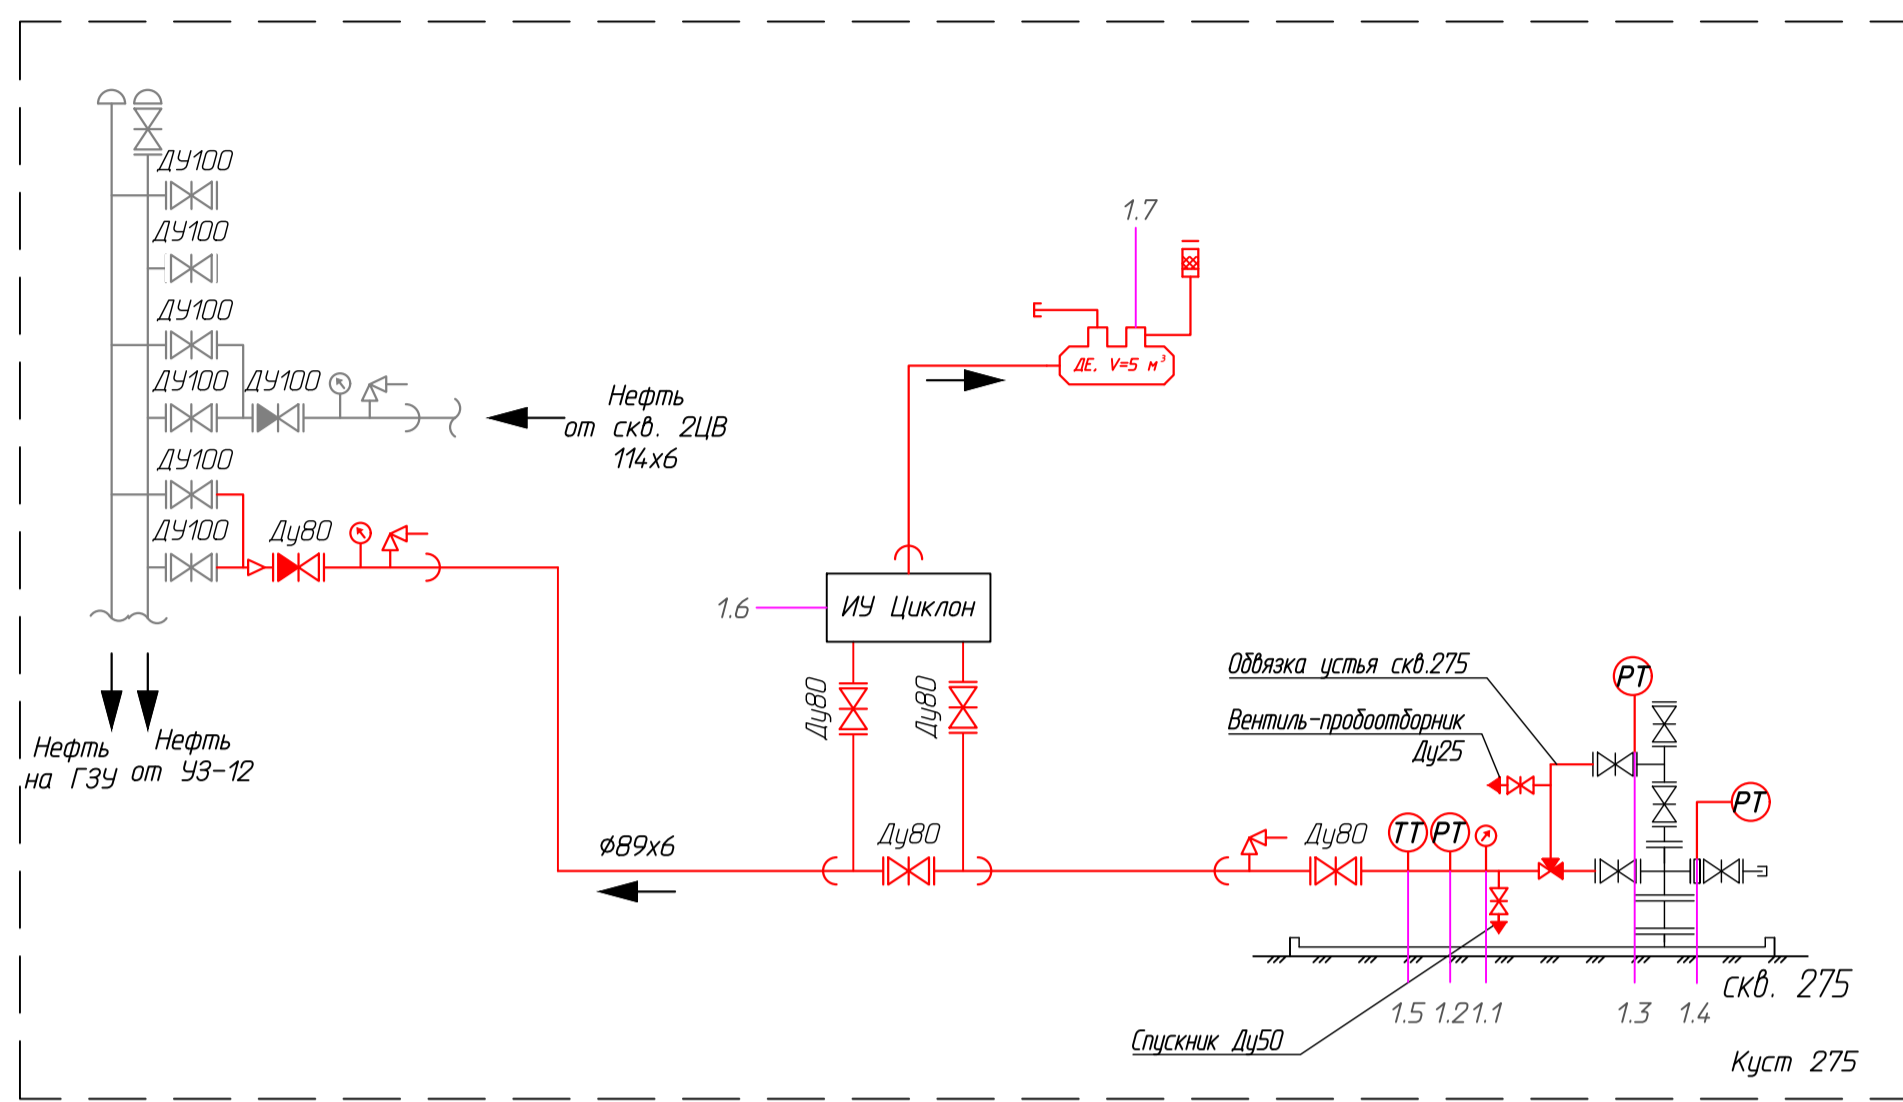 ДУ100
ДУ100
1.7
ДУ100
ДУ100
ДУ100
ДЕ, V=5 м³
Нефть
от скв. 2ЦВ
114х6
ДУ100
ДУ100
Ду80
1.6
ИУ Циклон
Ду80
Ду80
Обвязка устья скв.275
РТ
Вентиль-пробоотборник
Ду25
Нефть
на ГЗУ
Нефть
от УЗ-12
РТ
Ø89х6
Ду80
Ду80
ТТ
РТ
1.5
1.2
1.1
1.3
1.4
скв. 275
Спускник Ду50
Куст 275